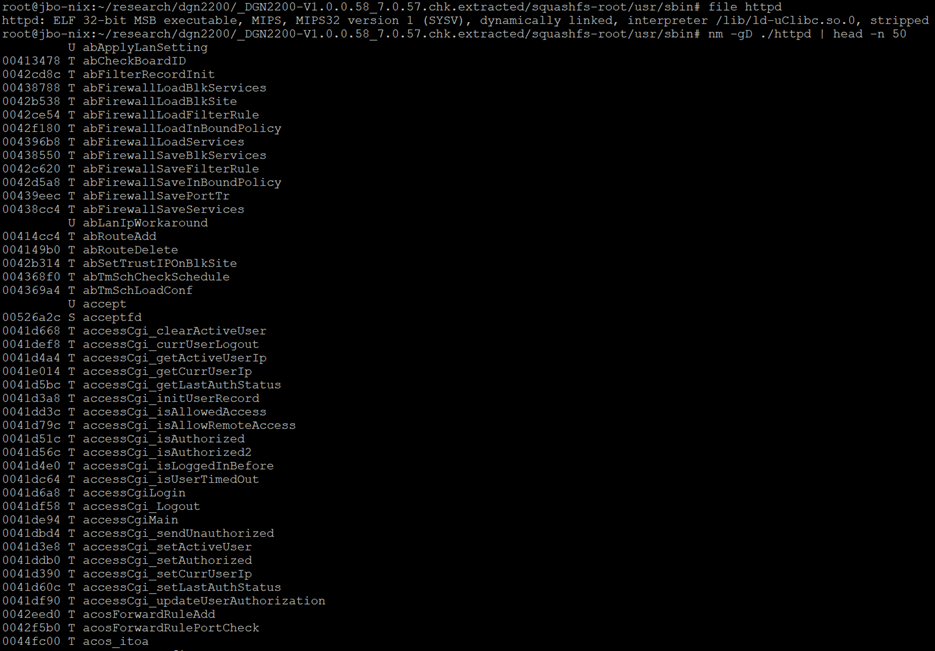 root@jbo-nix:~/research/dgn2200/_DGN2200-V1.0.0.58_7.0.57.chk.extracted/squashfs-root/usr/sbin# file httpd
httpd: ELF 32-bit MSB executable, MIPS, MIPS32 version 1 (SYSV), dynamically linked, interpreter /lib/ld-uClibc.so.0, stripped
root@jbo-nix:~/research/dgn2200/_DGN2200-V1.0.0.58_7.0.57.chk.extracted/squashfs-root/usr/sbin# nm -gD ./httpd | head -n 50
         U abApplyLanSetting
00413478 T abCheckBoardID
0042cd8c T abFilterRecordInit
00438788 T abFirewallLoadBlkServices
0042b538 T abFirewallLoadBlkSite
0042ce54 T abFirewallLoadFilterRule
0042f180 T abFirewallLoadInBoundPolicy
004396b8 T abFirewallLoadServices
00438550 T abFirewallSaveBlkServices
0042c620 T abFirewallSaveFilterRule
0042d5a8 T abFirewallSaveInBoundPolicy
00439eec T abFirewallSavePortTr
00438cc4 T abFirewallSaveServices
         U abLanIpWorkaround
00414cc4 T abRouteAdd
004149b0 T abRouteDelete
0042b314 T abSetTrustIPOnBlkSite
004368f0 T abTmSchCheckSchedule
004369a4 T abTmSchLoadConf
         U accept
00526a2c S acceptfd
0041d668 T accessCgi_clearActiveUser
0041def8 T accessCgi_currUserLogout
0041d4a4 T accessCgi_getActiveUserIp
0041e014 T accessCgi_getCurrUserIp
0041d5bc T accessCgi_getLastAuthStatus
0041d3a8 T accessCgi_initUserRecord
0041dd3c T accessCgi_isAllowedAccess
0041d79c T accessCgi_isAllowRemoteAccess
0041d51c T accessCgi_isAuthorized
0041d56c T accessCgi_isAuthorized2
0041d4e0 T accessCgi_isLoggedInBefore
0041dc64 T accessCgi_isUserTimedOut
0041d6a8 T accessCgiLogin
0041df58 T accessCgi_Logout
0041de94 T accessCgiMain
0041dbd4 T accessCgi_sendUnauthorized
0041d3e8 T accessCgi_setActiveUser
0041ddb0 T accessCgi_setAuthorized
0041d390 T accessCgi_setCurrUserIp
0041d60c T accessCgi_setLastAuthStatus
0041df90 T accessCgi_updateUserAuthorization
0042eed0 T acosForwardRuleAdd
0042f5b0 T acosForwardRulePortCheck
0044fc00 T acos_itoa